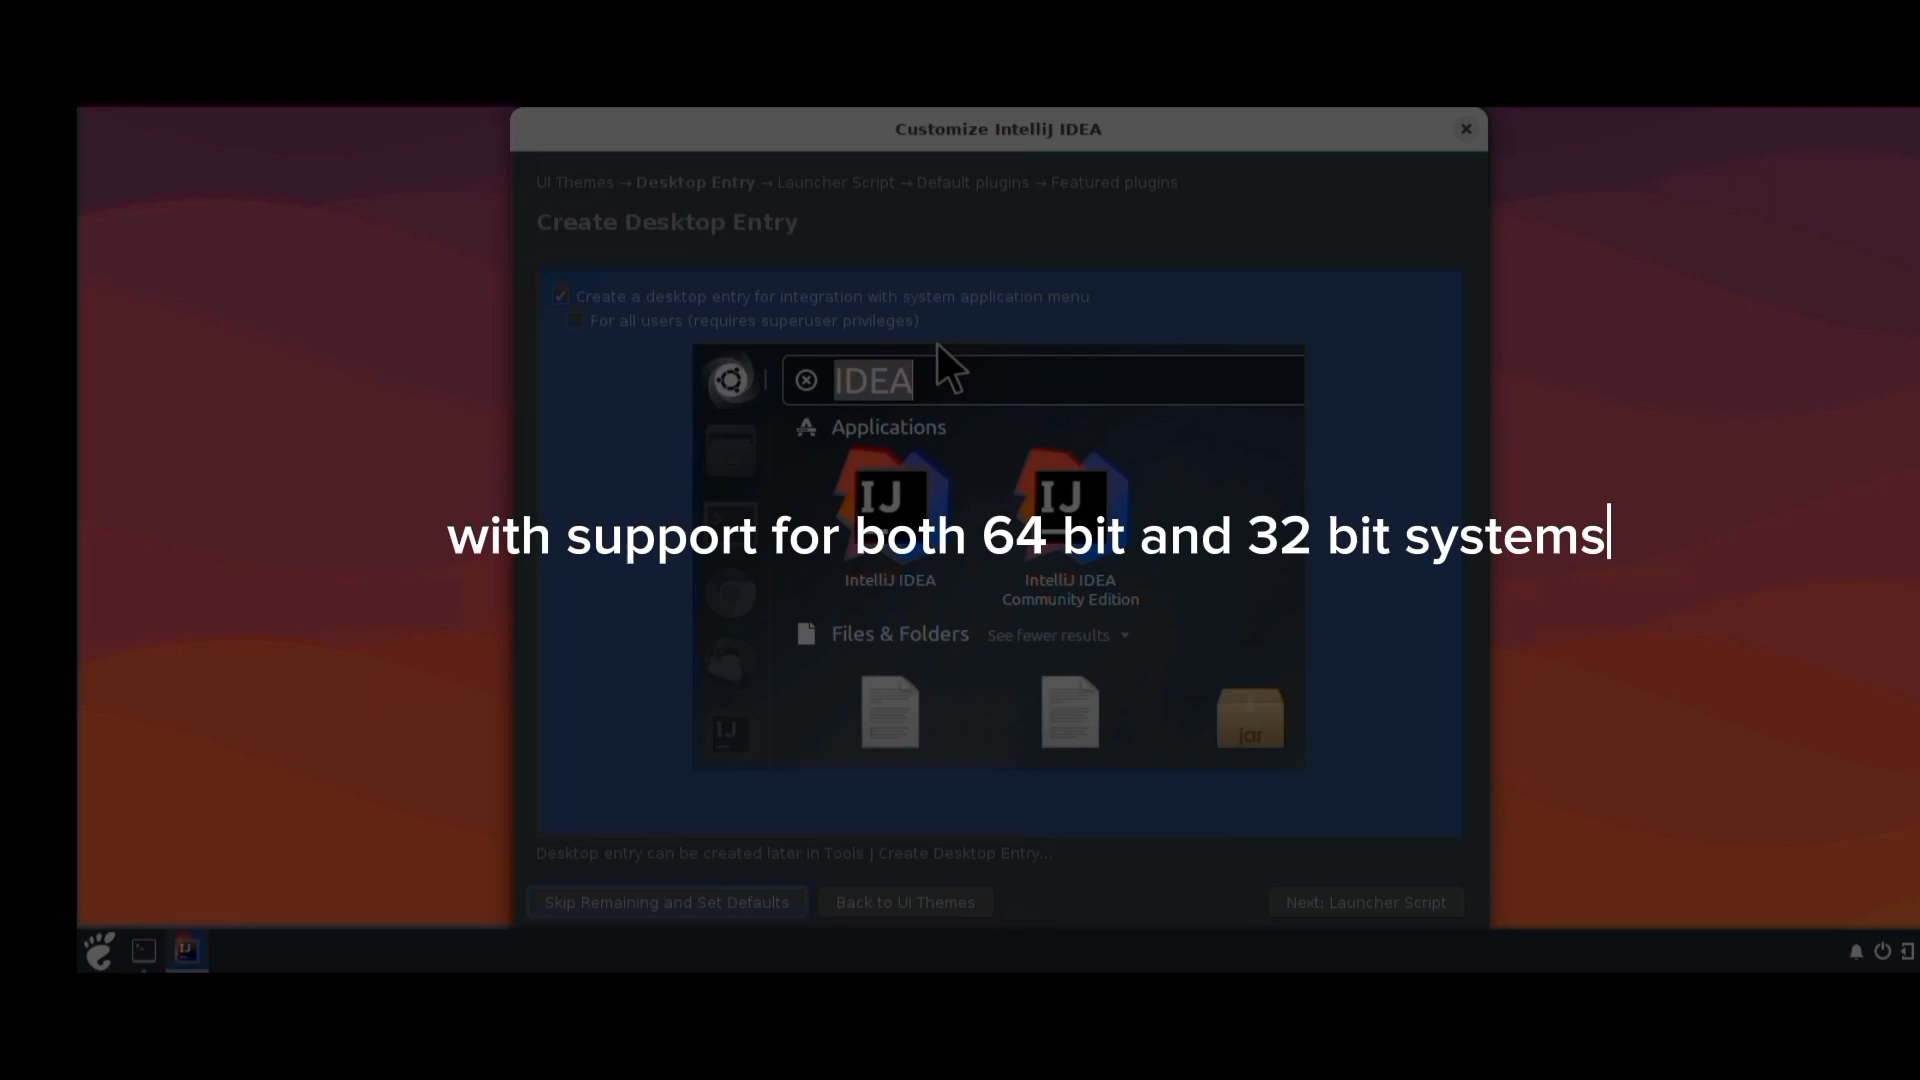 Customize IntelliJ IDEA
UI Themes → Desktop Entry → Launcher Script → Default plugins → Featured plugins
Create Desktop Entry
Create a desktop entry for integration with system application menu
For all users (requires superuser privileges)
IDEA
Applications
IJ
IJ
with support for both 64 bit and 32 bit systems
IntelliJ IDEA
IntelliJ IDEA
Community Edition
Files & Folders See fewer results
IJ
jar
Desktop entry can be created later in Tools | Create Desktop Entry...
Skip Remaining and Set Defaults Back to UI Themes Next: Launcher Script
IJ